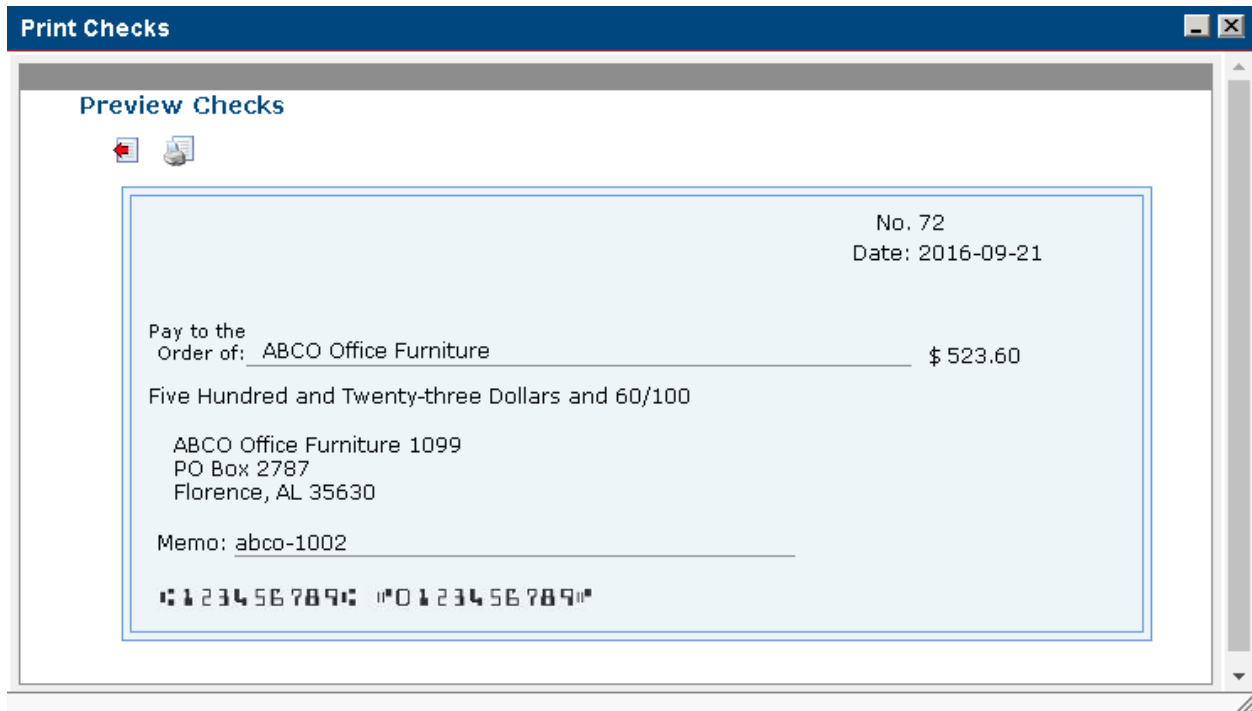 Print Checks
Preview Checks
No. 72
Date: 2016-09-21
Pay to the
Order of: ABCO Office Furniture
$ 523.60
Five Hundred and Twenty-three Dollars and 60/100
ABCO Office Furniture 1099
PO Box 2787
Florence, AL 35630
Memo: abco-1002
⑆123456789⑆ ⑈0123456789⑈